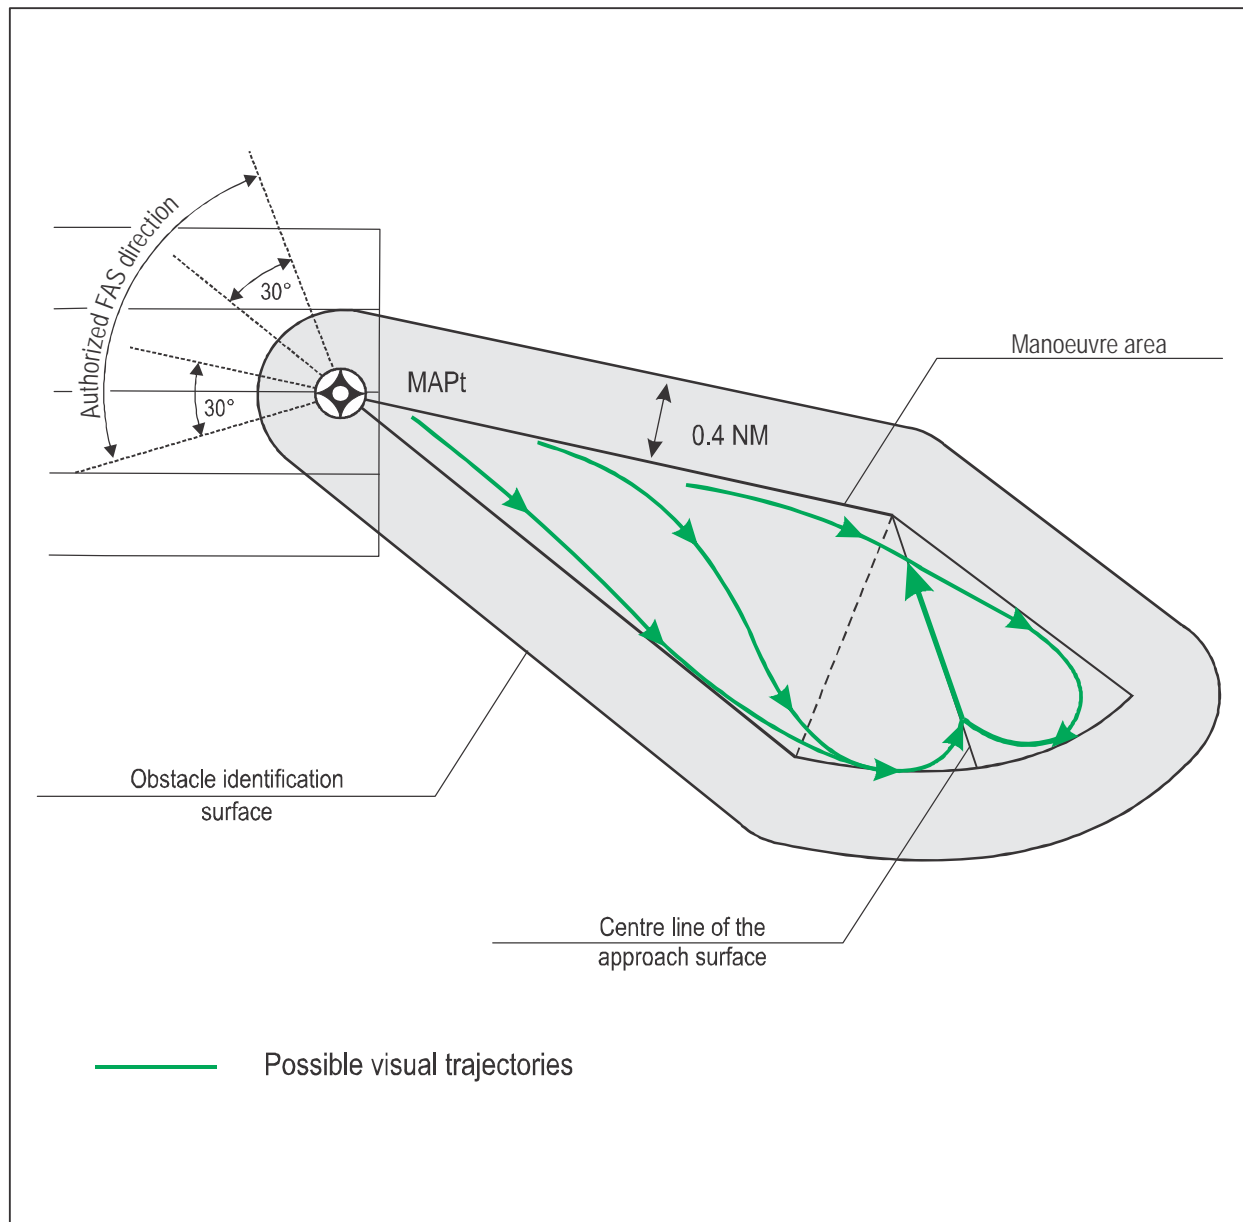 Authorized FAS direction
30°
30°
MAPt
0.4 NM
Manoeuvre area
Obstacle identification
surface
Centre line of the
approach surface
Possible visual trajectories